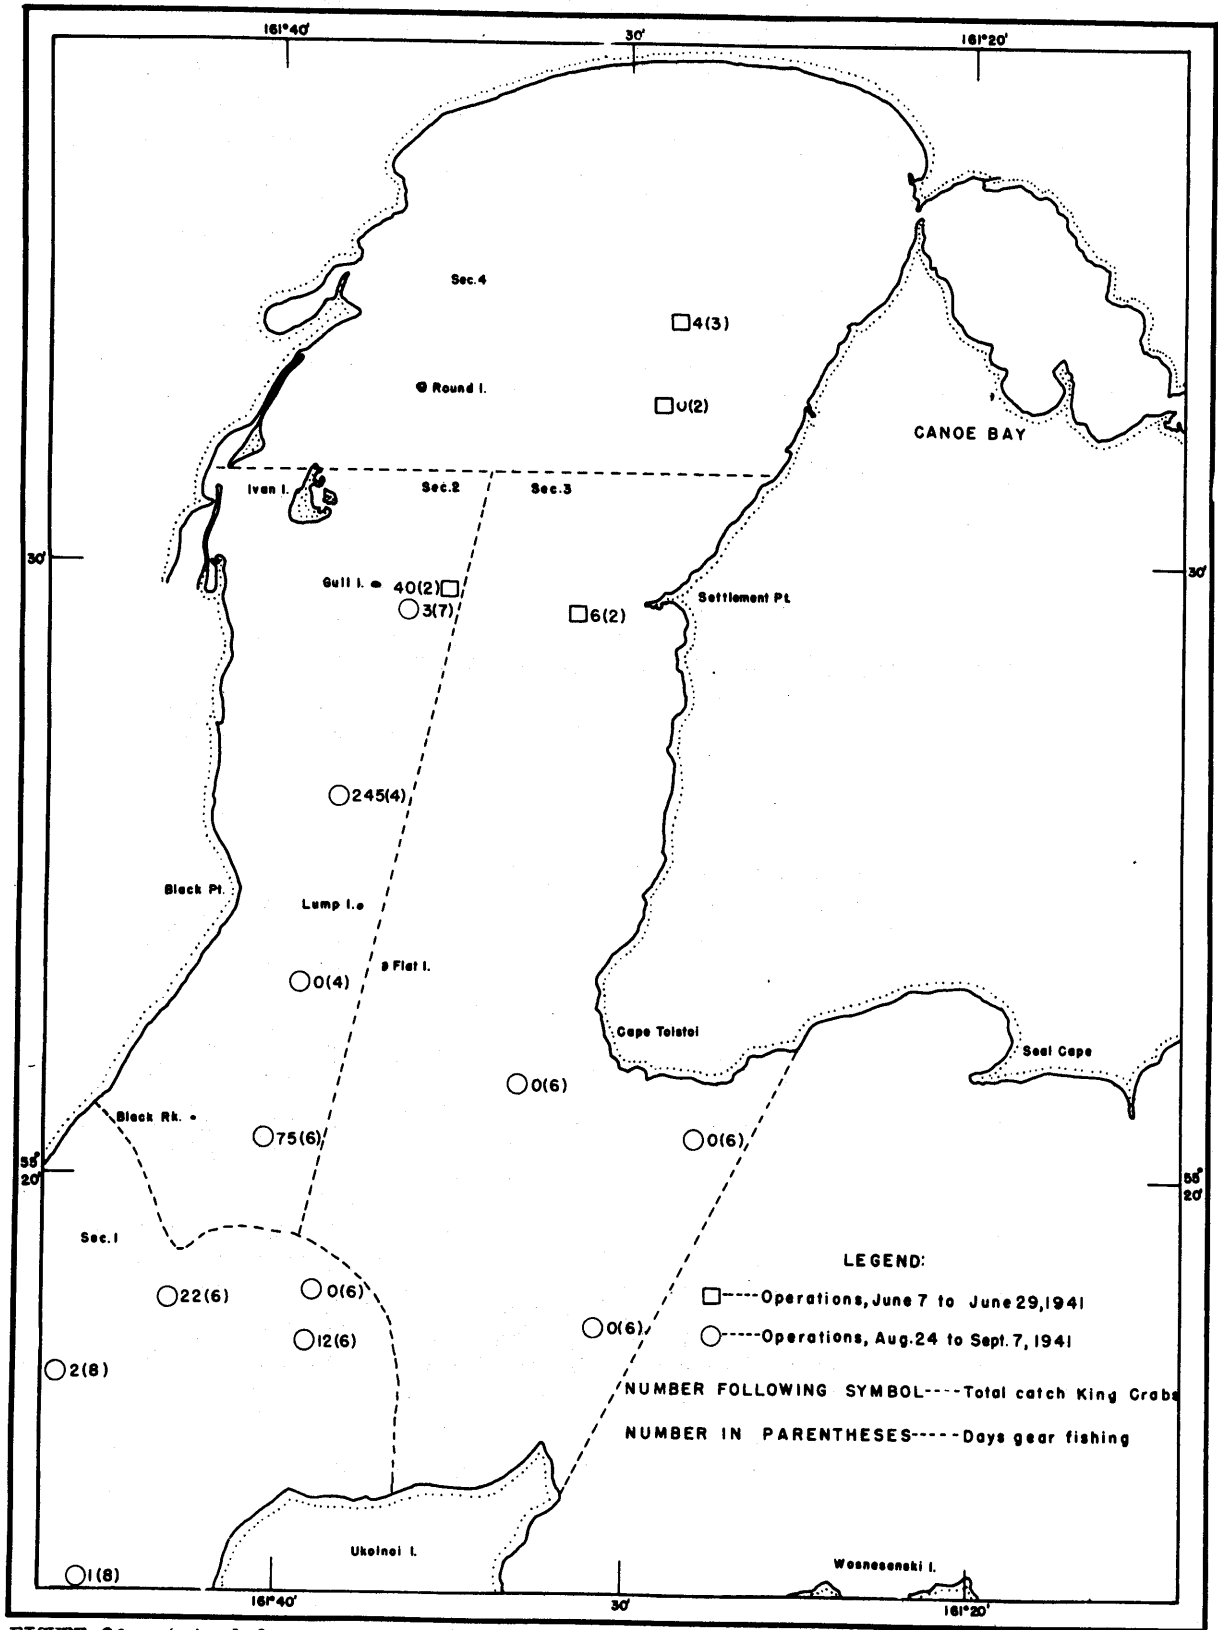 161°40' 30' 161°20'
Sec. 4
4(3)
Round I.
0(2)
CANOE BAY
Ivan I. Sec. 2 Sec. 3
30' 30'
Gull I. 40(2)
3(7)
6(2)
Settlement Pt.
245(4)
Black Pt.
Lump I.
Flat I.
0(4)
Cape Tolstoi
Seal Cape
0(6)
Black Rk.
75(6)
0(6)
55°
20'
55°
20'
Sec. 1
LEGEND:
22(6)
0(6)
Operations, June 7 to June 29, 1941
0(6)
12(6)
Operations, Aug. 24 to Sept. 7, 1941
2(8)
NUMBER FOLLOWING SYMBOL----Total catch King Crabs
NUMBER IN PARENTHESES-----Days gear fishing
Ukolnoi I.
Wosnesenski I.
1(8)
161°40' 30' 161°20'